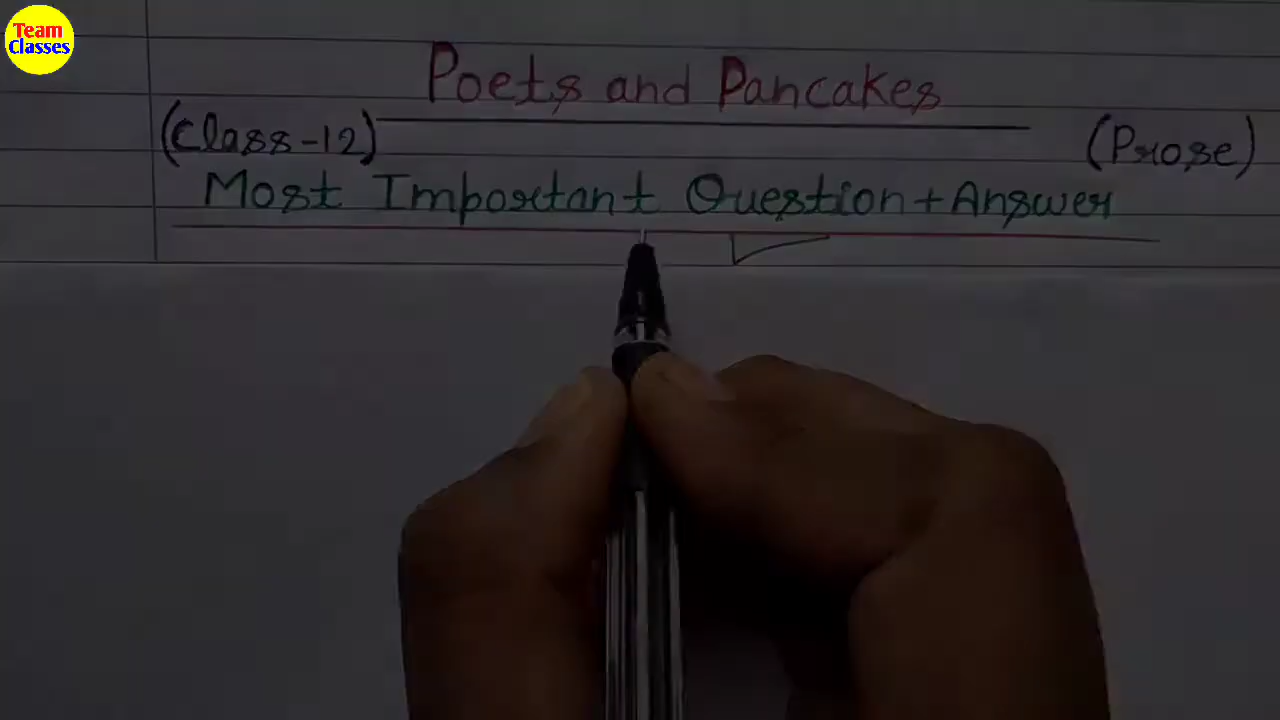 Team
Classes
Poets and Pancakes
(Class-12)
(Prose)
Most Important Question+Answer